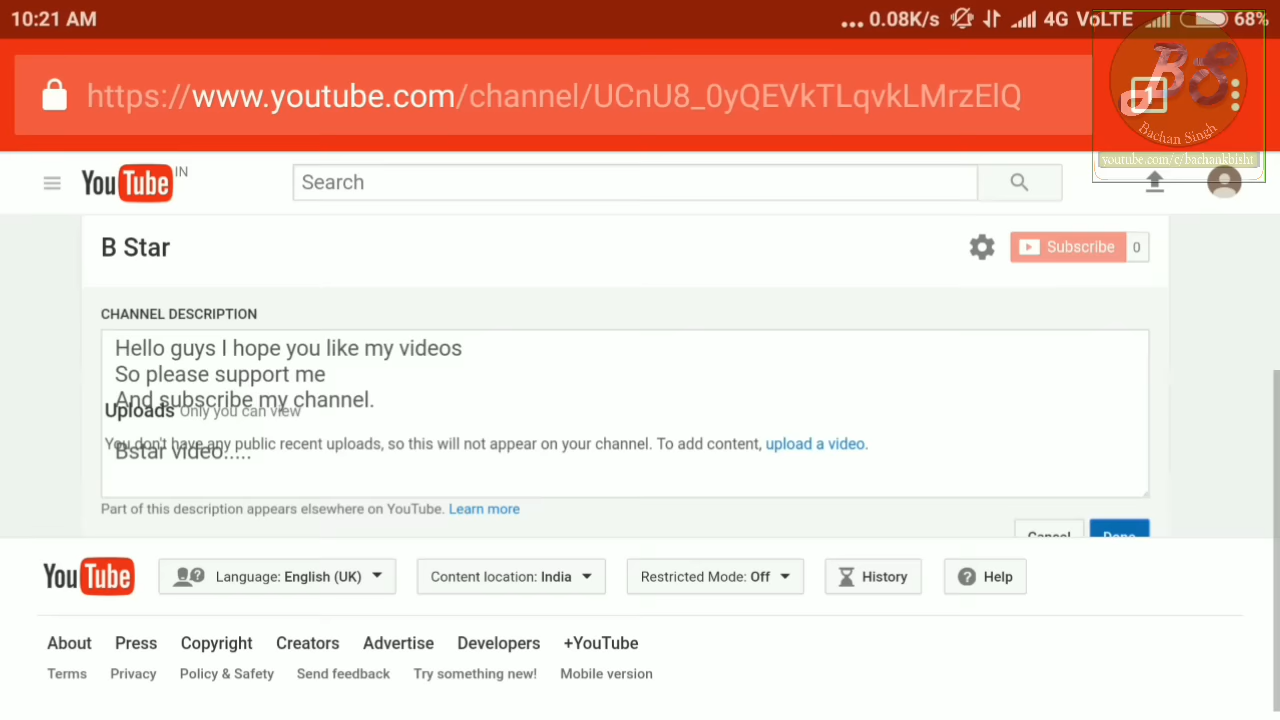 10:21 AM
... 0.08K/s 4G VoLTE 68%
https://www.youtube.com/channel/UCnU8_0yQEVkTLqvkLMrzElQ
1
BS
Bachan Singh
youtube.com/c/bachankbisht
YouTube IN
Search
B Star
Subscribe 0
CHANNEL DESCRIPTION
Hello guys I hope you like my videos
So please support me
And subscribe my channel.
Uploads Only you can view
You don't have any public recent uploads, so this will not appear on your channel. To add content, upload a video.
Bstar video.....
Part of this description appears elsewhere on YouTube. Learn more
Cancel Done
YouTube Language: English (UK) Content location: India Restricted Mode: Off History Help
About Press Copyright Creators Advertise Developers +YouTube
Terms Privacy Policy & Safety Send feedback Try something new! Mobile version